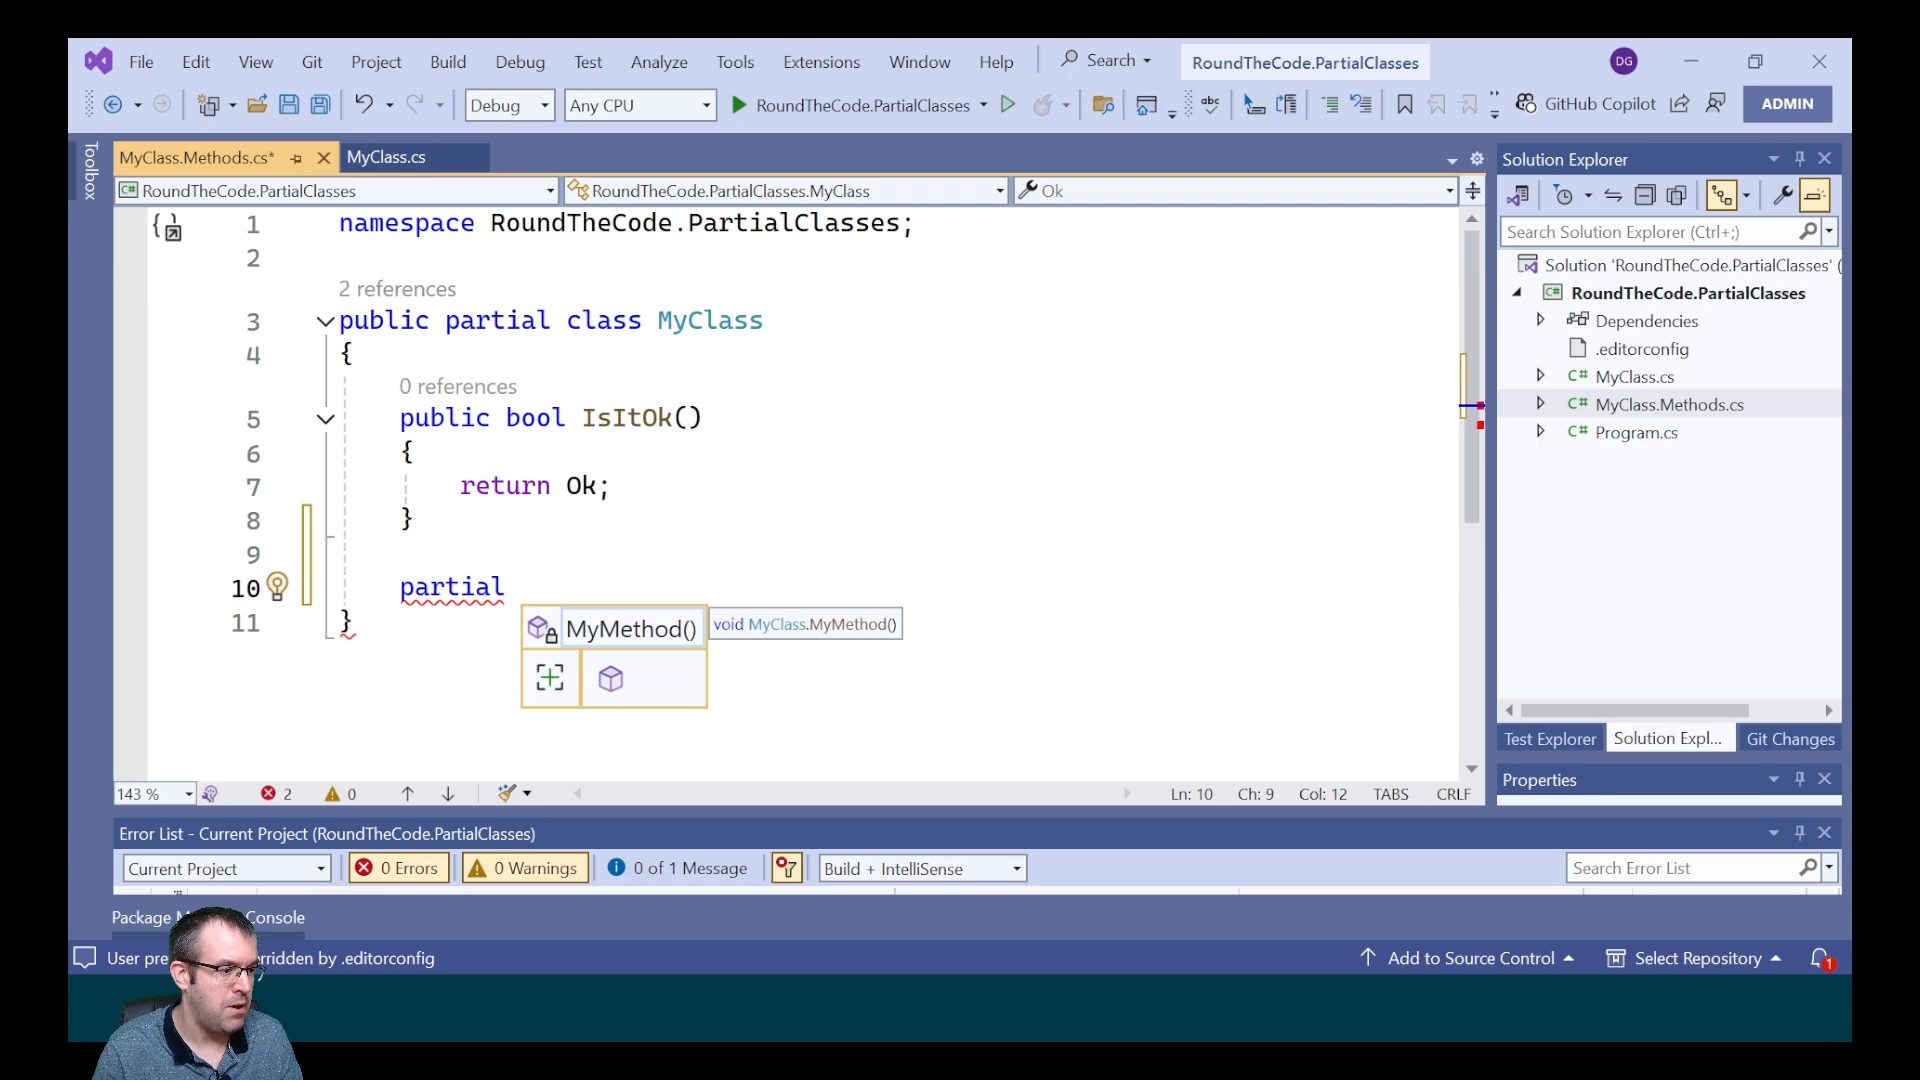 File Edit View Git Project Build Debug Test Analyze Tools Extensions Window Help Search RoundTheCode.PartialClasses DG
Debug Any CPU RoundTheCode.PartialClasses abc GitHub Copilot ADMIN
Toolbox
MyClass.Methods.cs* MyClass.cs
C# RoundTheCode.PartialClasses RoundTheCode.PartialClasses.MyClass Ok
1 namespace RoundTheCode.PartialClasses;
2
2 references
3 public partial class MyClass
4 {
0 references
5 public bool IsItOk()
6 {
7 return Ok;
8 }
9
10 partial
11 }
MyMethod() void MyClass.MyMethod()
143 % 2 0 Ln: 10 Ch: 9 Col: 12 TABS CRLF
Solution Explorer
Search Solution Explorer (Ctrl+;)
Solution 'RoundTheCode.PartialClasses' (
C# RoundTheCode.PartialClasses
Dependencies
.editorconfig
C# MyClass.cs
C# MyClass.Methods.cs
C# Program.cs
Test Explorer Solution Expl... Git Changes
Properties
Error List - Current Project (RoundTheCode.PartialClasses)
Current Project 0 Errors 0 Warnings 0 of 1 Message Build + IntelliSense Search Error List
Package Console
User by .editorconfig Add to Source Control Select Repository 1